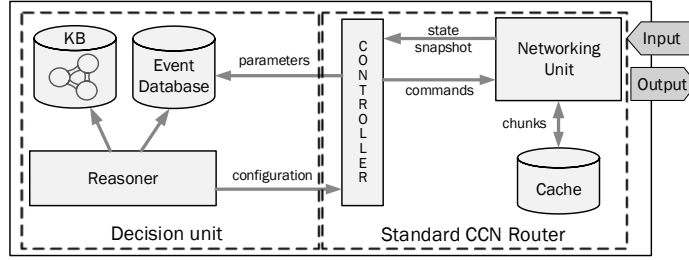 KB
Event
Database
Reasoner
Decision unit
parameters
configuration
CONTROLLER
state
snapshot
commands
Networking
Unit
chunks
Cache
Standard CCN Router
Input
Output